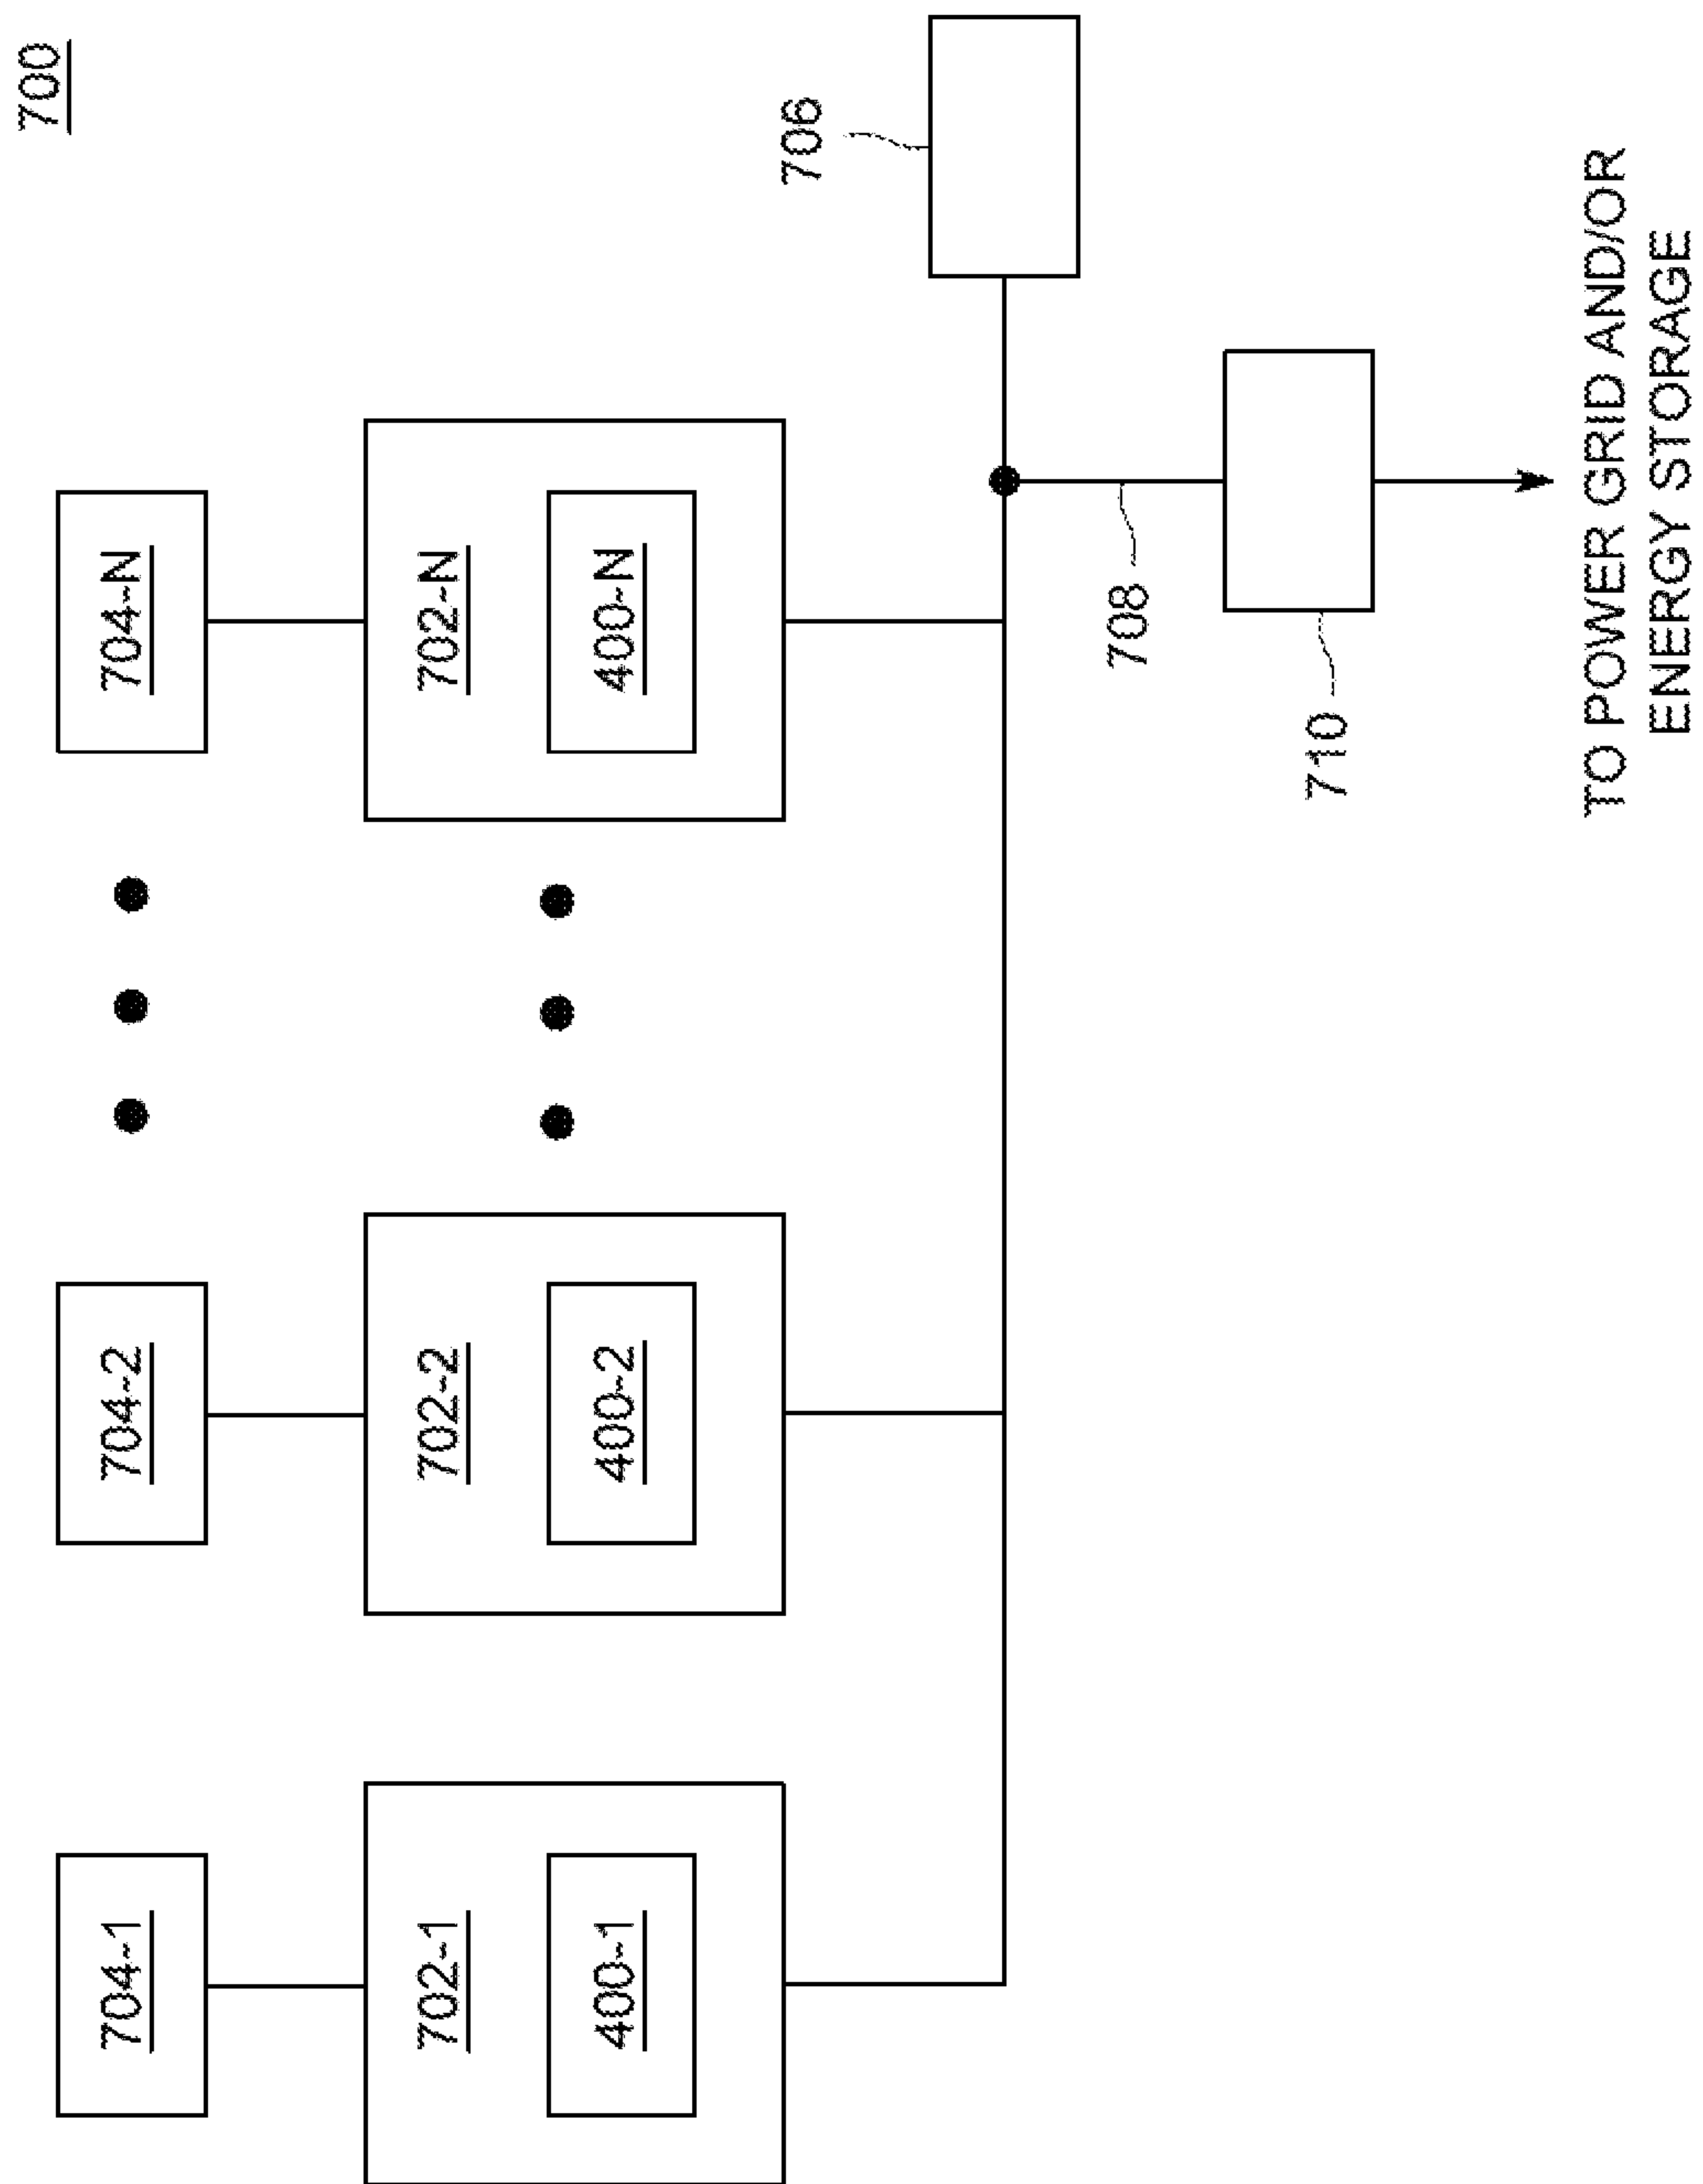 700
704-1
704-2
704-N
702-1
702-2
702-N
400-1
400-2
400-N
706
708
710
TO POWER GRID AND/OR
ENERGY STORAGE